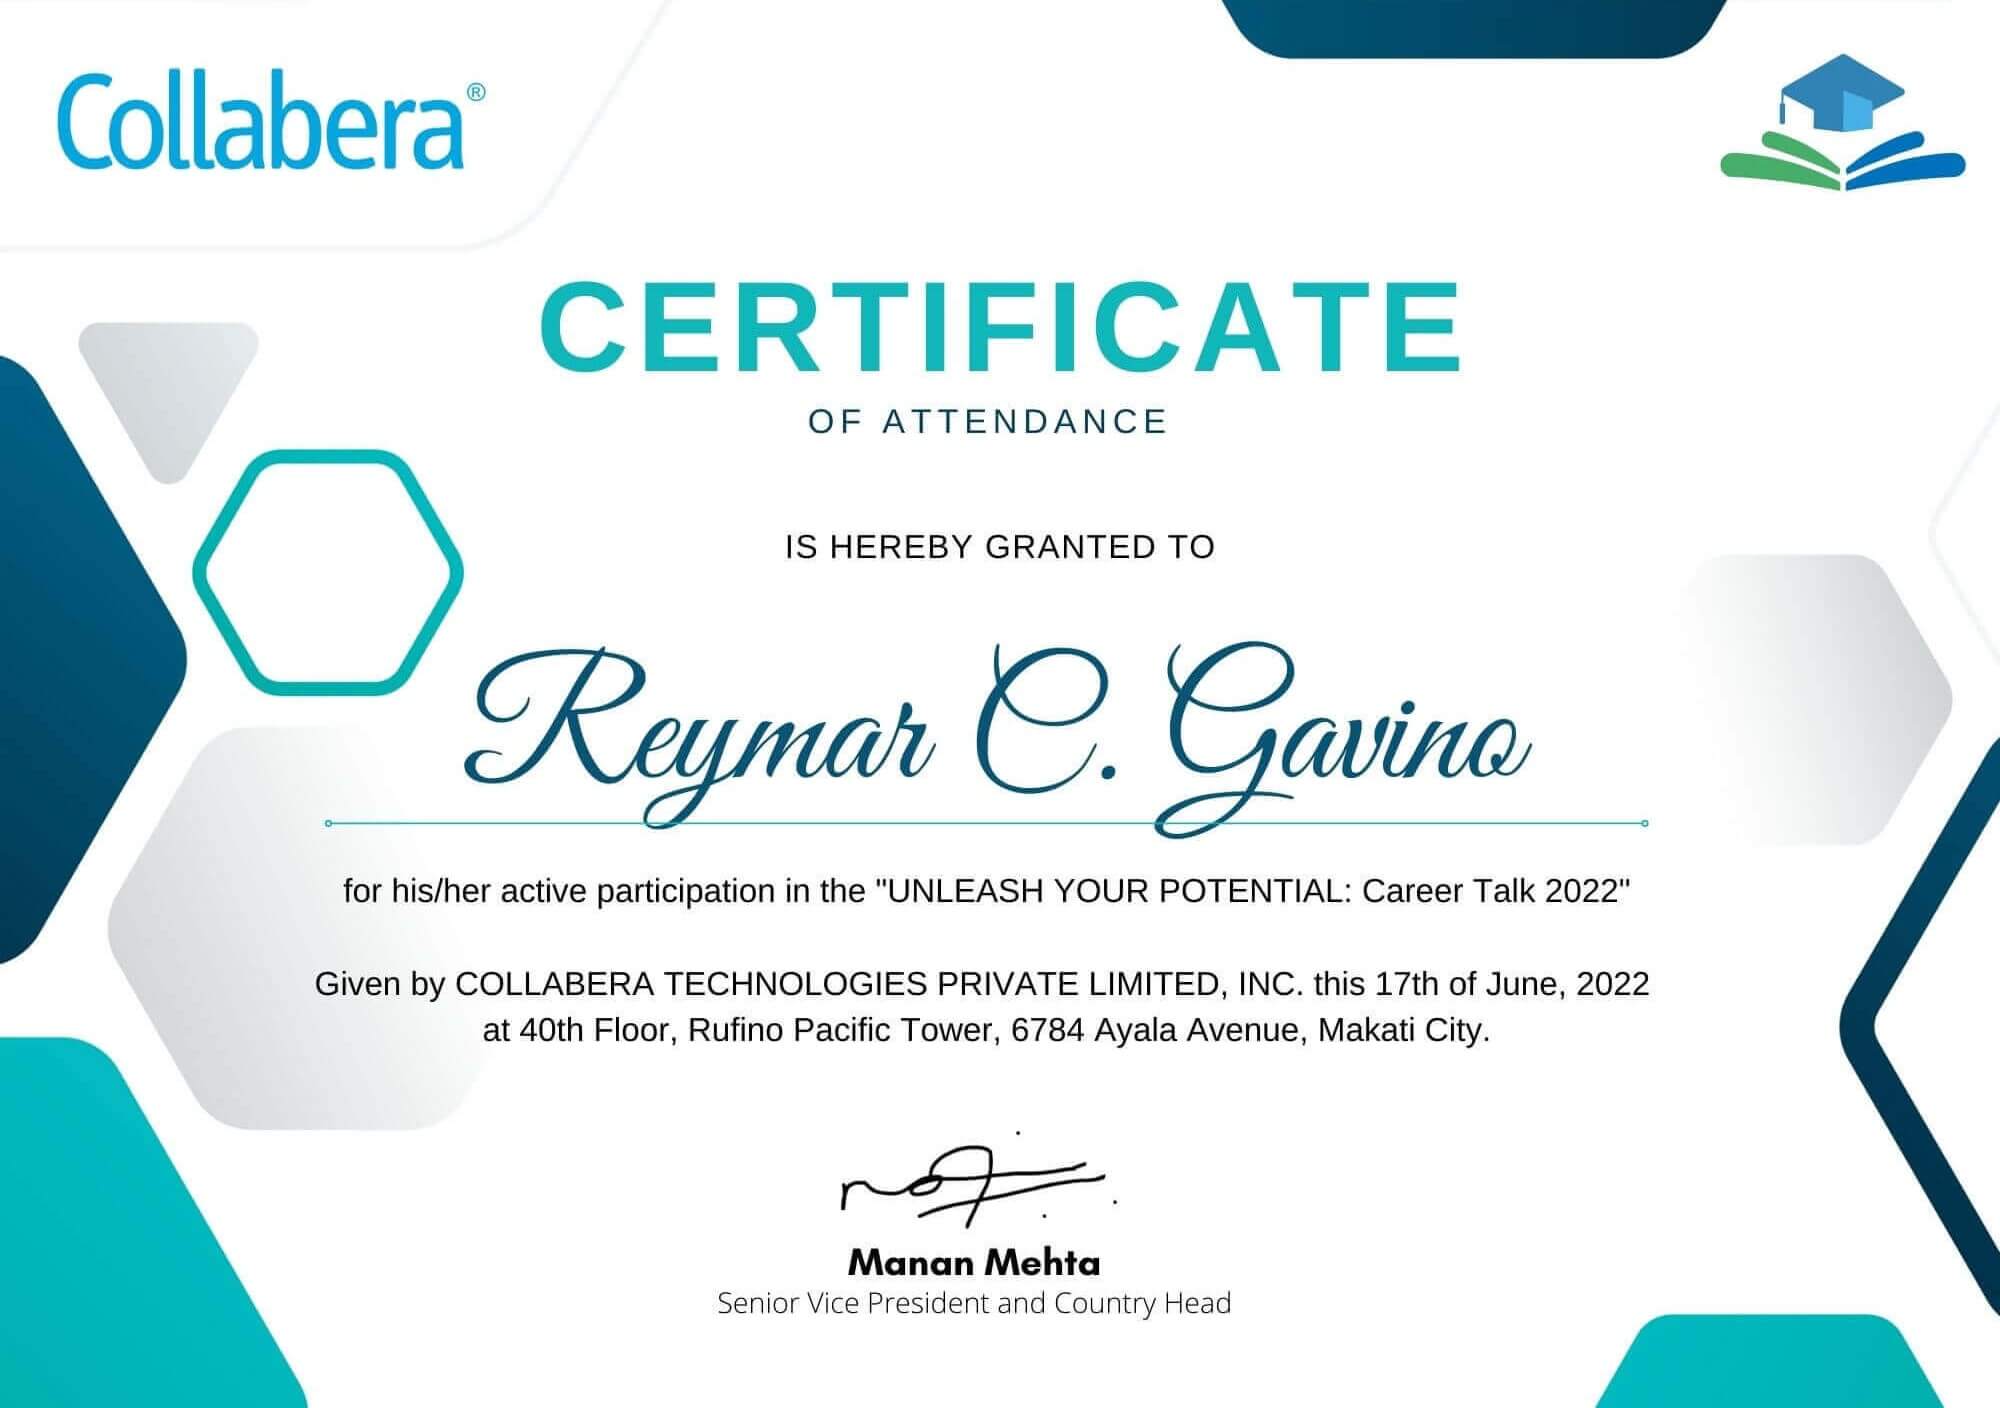 Collabera®
CERTIFICATE
OF ATTENDANCE
IS HEREBY GRANTED TO
Reymar C. Gavino
for his/her active participation in the "UNLEASH YOUR POTENTIAL: Career Talk 2022"
Given by COLLABERA TECHNOLOGIES PRIVATE LIMITED, INC. this 17th of June, 2022
at 40th Floor, Rufino Pacific Tower, 6784 Ayala Avenue, Makati City.
Manan Mehta
Senior Vice President and Country Head